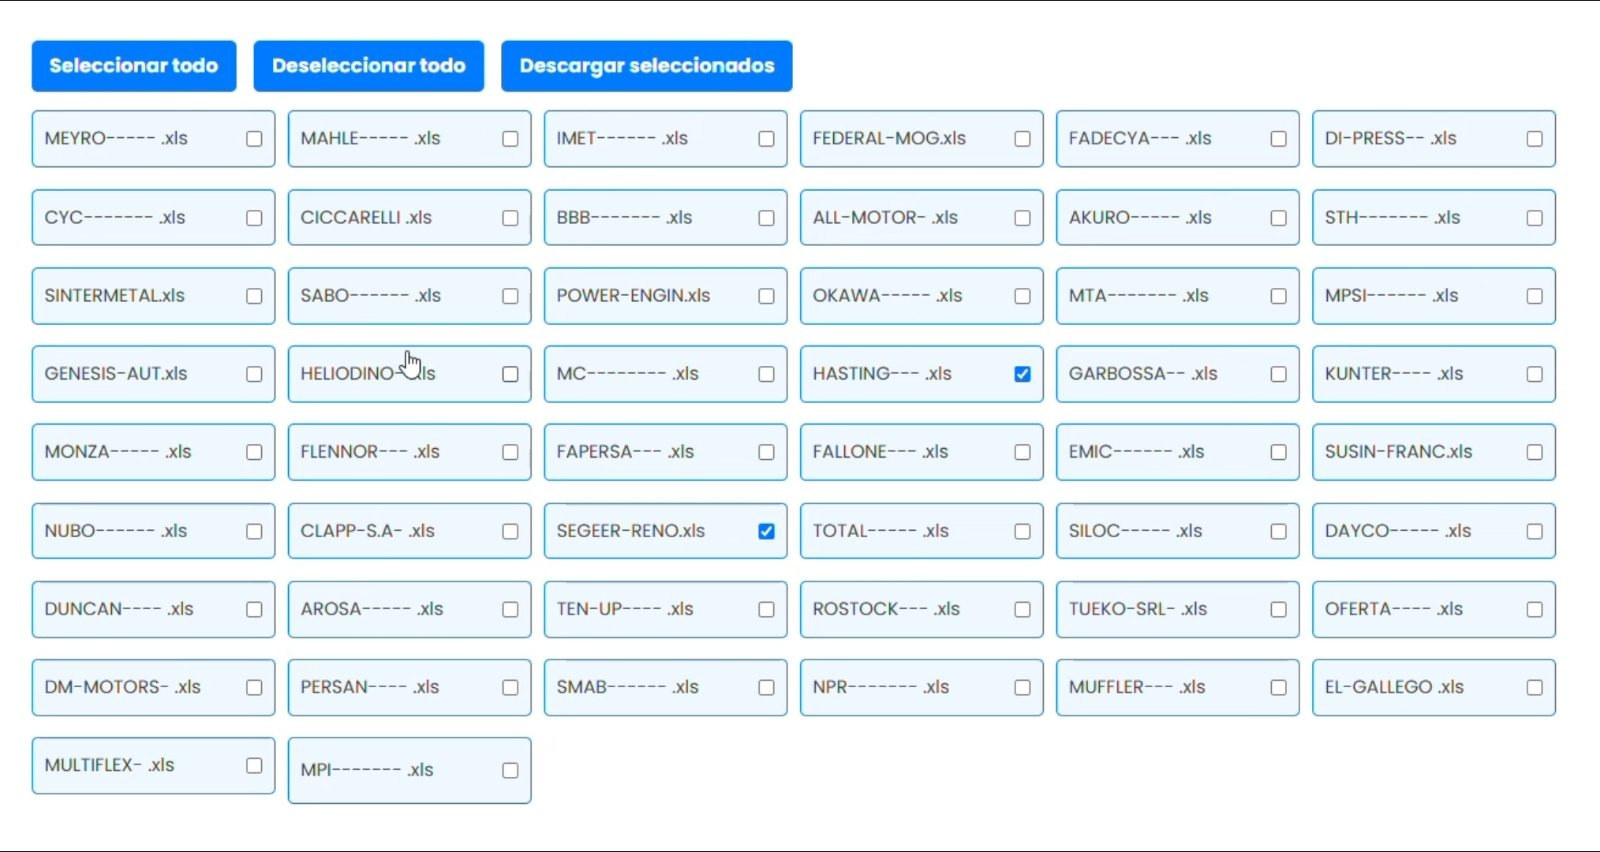 Seleccionar todo Deseleccionar todo Descargar seleccionados
MEYRO----- .xls MAHLE----- .xls IMET------ .xls FEDERAL-MOG.xls FADECYA--- .xls DI-PRESS-- .xls
CYC------- .xls CICCARELLI .xls BBB------- .xls ALL-MOTOR- .xls AKURO----- .xls STH------- .xls
SINTERMETAL.xls SABO------ .xls POWER-ENGIN.xls OKAWA----- .xls MTA------- .xls MPSI------ .xls
GENESIS-AUT.xls HELIODINO- .xls MC-------- .xls HASTING--- .xls GARBOSSA-- .xls KUNTER---- .xls
MONZA----- .xls FLENNOR--- .xls FAPERSA--- .xls FALLONE--- .xls EMIC------ .xls SUSIN-FRANC.xls
NUBO------ .xls CLAPP-S.A- .xls SEGEER-RENO.xls TOTAL----- .xls SILOC----- .xls DAYCO----- .xls
DUNCAN---- .xls AROSA----- .xls TEN-UP---- .xls ROSTOCK--- .xls TUEKO-SRL- .xls OFERTA---- .xls
DM-MOTORS- .xls PERSAN---- .xls SMAB------ .xls NPR------- .xls MUFFLER--- .xls EL-GALLEGO .xls
MULTIFLEX- .xls MPI------- .xls